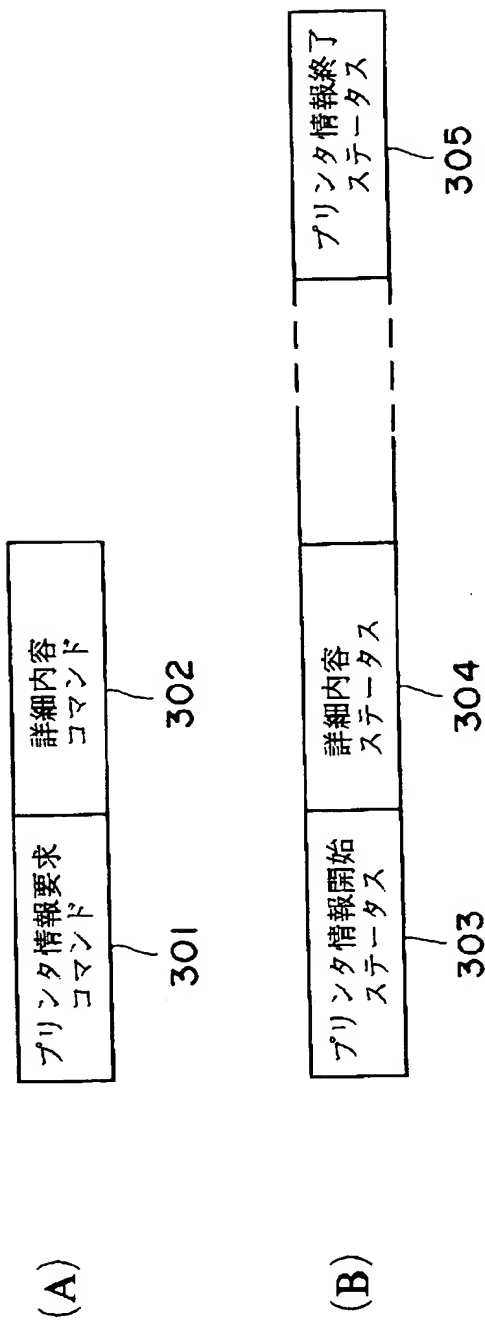 (A)
プリンタ情報要求
コマンド
詳細内容
コマンド
301
302
(B)
プリンタ情報開始
ステータス
詳細内容
ステータス
プリンタ情報終了
ステータス
303
304
305